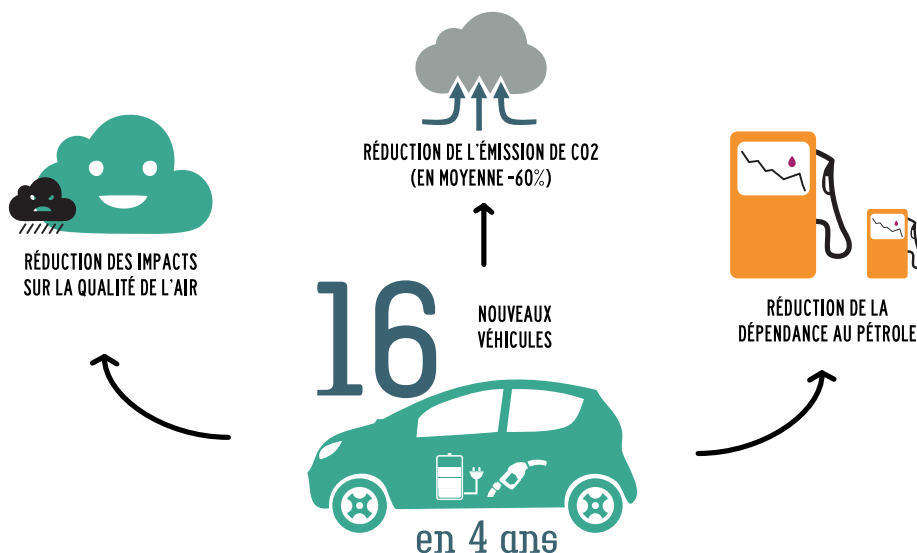 RÉDUCTION DE L'ÉMISSION DE CO2
(EN MOYENNE -60%)
RÉDUCTION DES IMPACTS
SUR LA QUALITÉ DE L'AIR
16
NOUVEAUX
VÉHICULES
RÉDUCTION DE LA
DÉPENDANCE AU PÉTROLE
en 4 ans